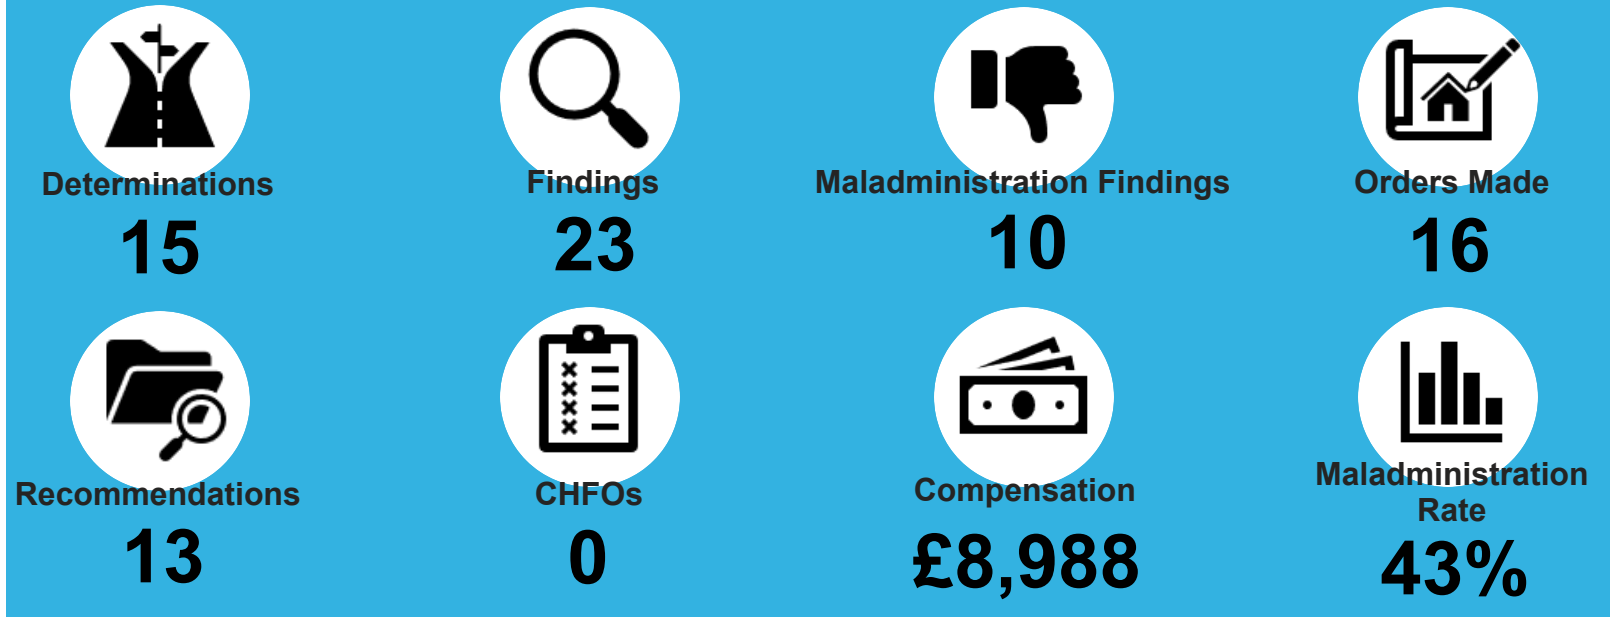 Determinations
15
Findings
23
Maladministration Findings
10
Orders Made
16
Recommendations
13
CHFOs
0
Compensation
£8,988
Maladministration
Rate
43%